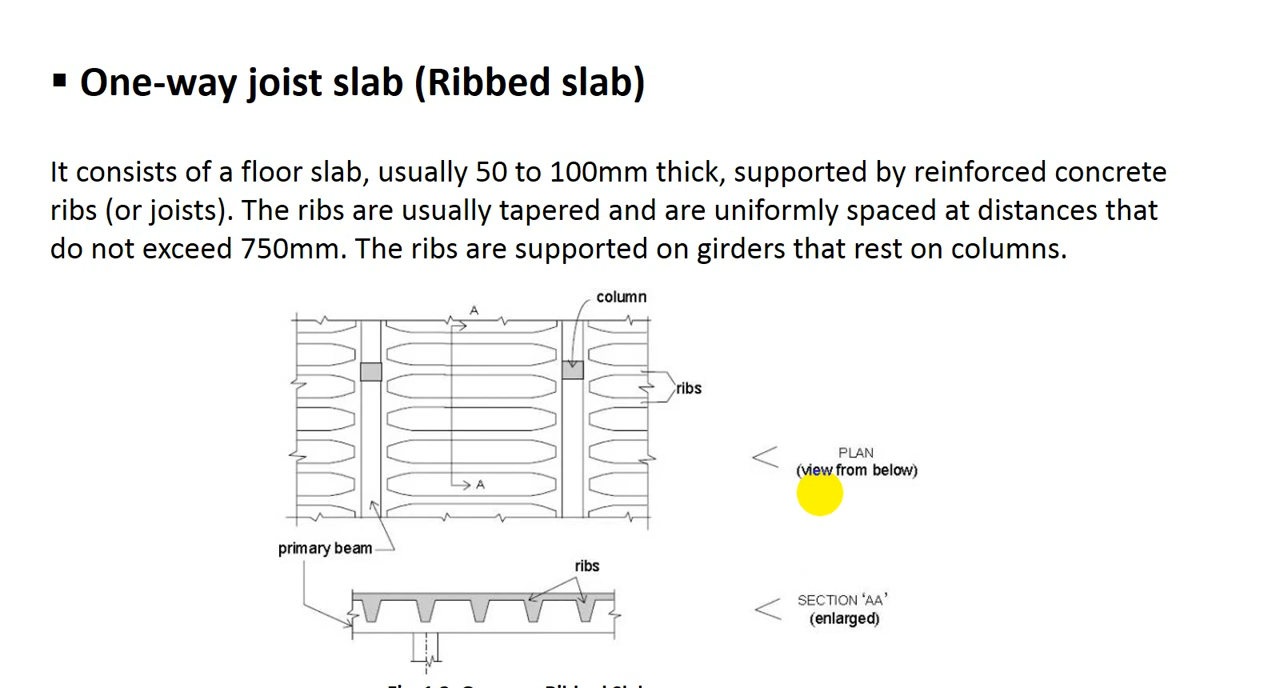 ▪ One-way joist slab (Ribbed slab)
It consists of a floor slab, usually 50 to 100mm thick, supported by reinforced concrete
ribs (or joists). The ribs are usually tapered and are uniformly spaced at distances that
do not exceed 750mm. The ribs are supported on girders that rest on columns.
column
A
ribs
PLAN
(view from below)
A
primary beam
ribs
SECTION ‘AA’
(enlarged)